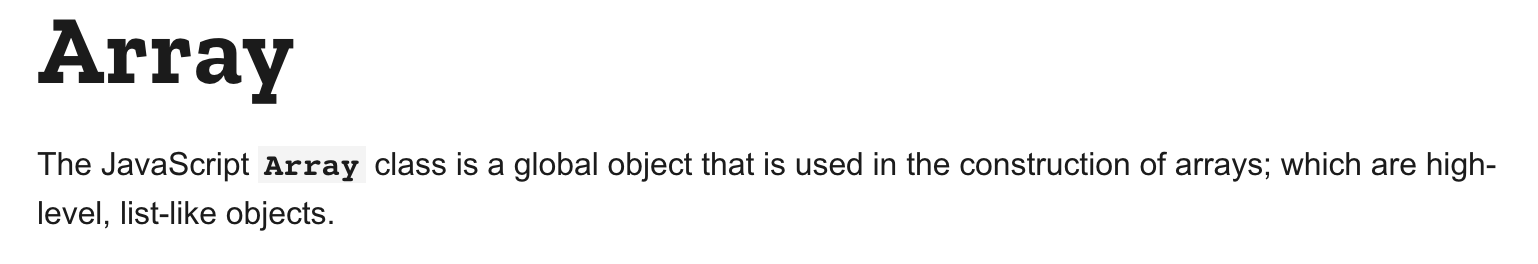 Array
The JavaScript Array class is a global object that is used in the construction of arrays; which are high-
level, list-like objects.